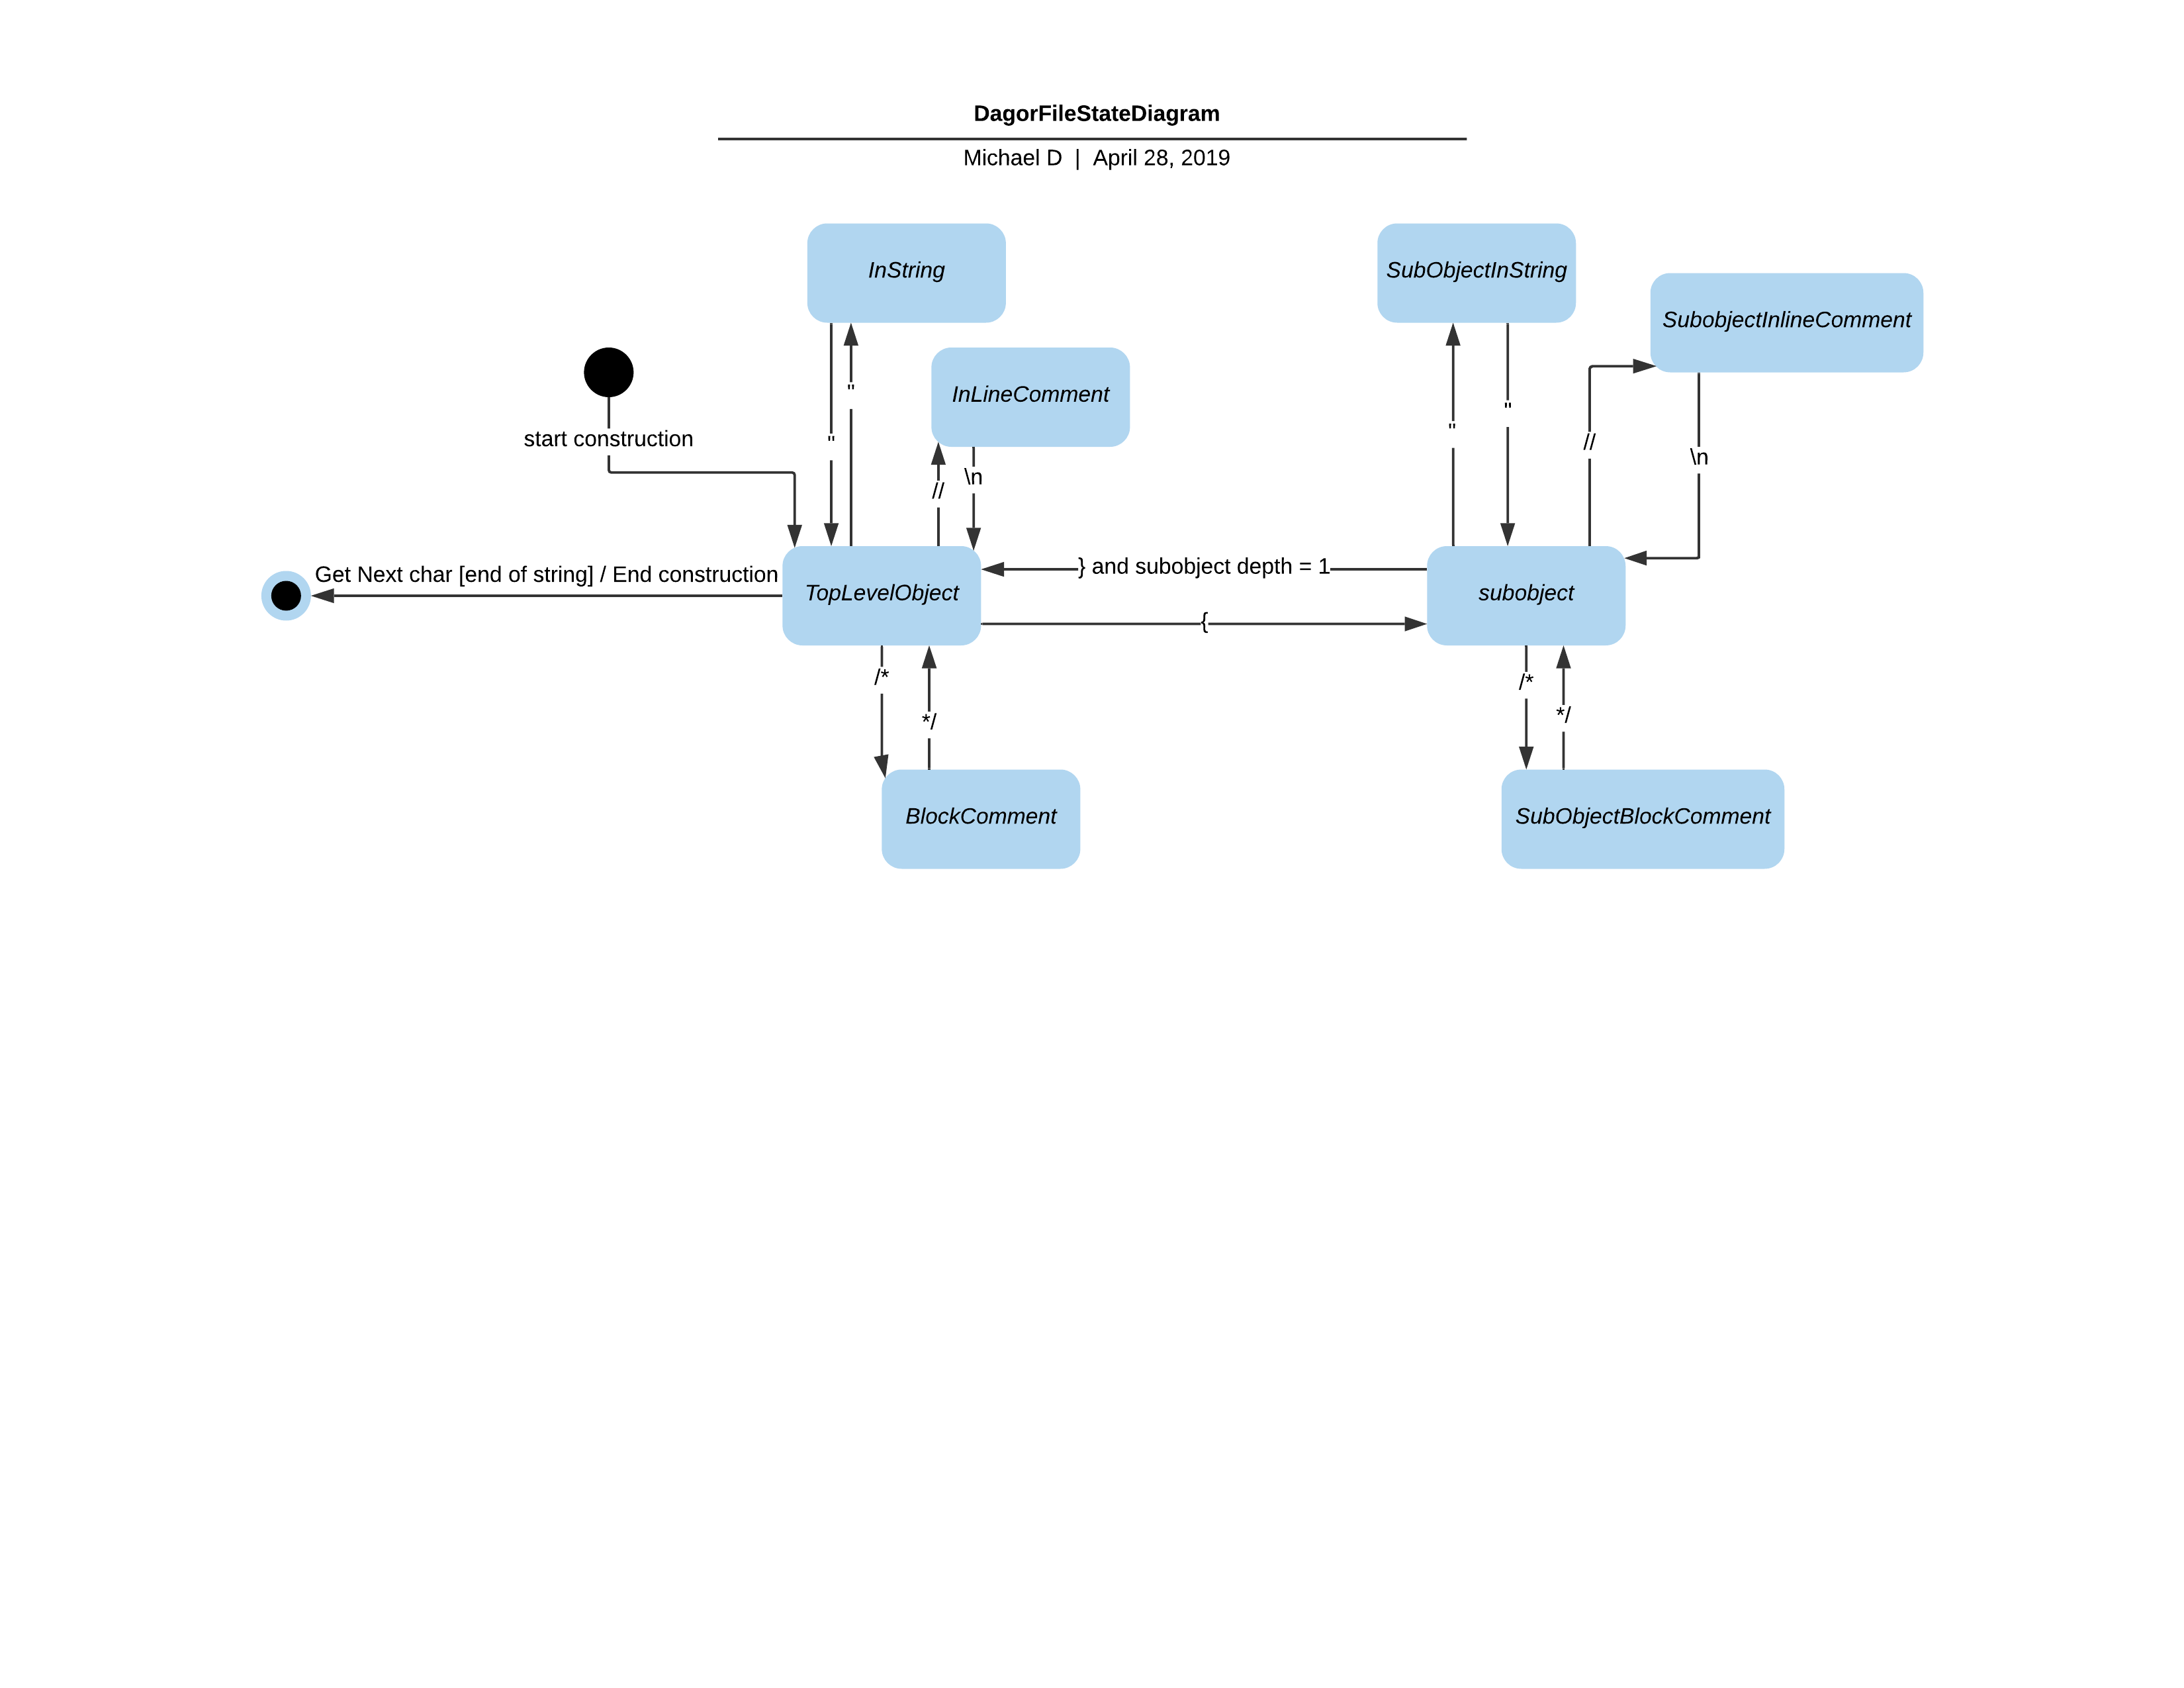 DagorFileStateDiagram
Michael D | April 28, 2019
InString
SubObjectInString
SubobjectInlineComment
InLineComment
"
"
"
"
start construction
//
\n
//
\n
Get Next char [end of string] / End construction
} and subobject depth = 1
TopLevelObject
subobject
{
/*
*/
/*
*/
BlockComment
SubObjectBlockComment